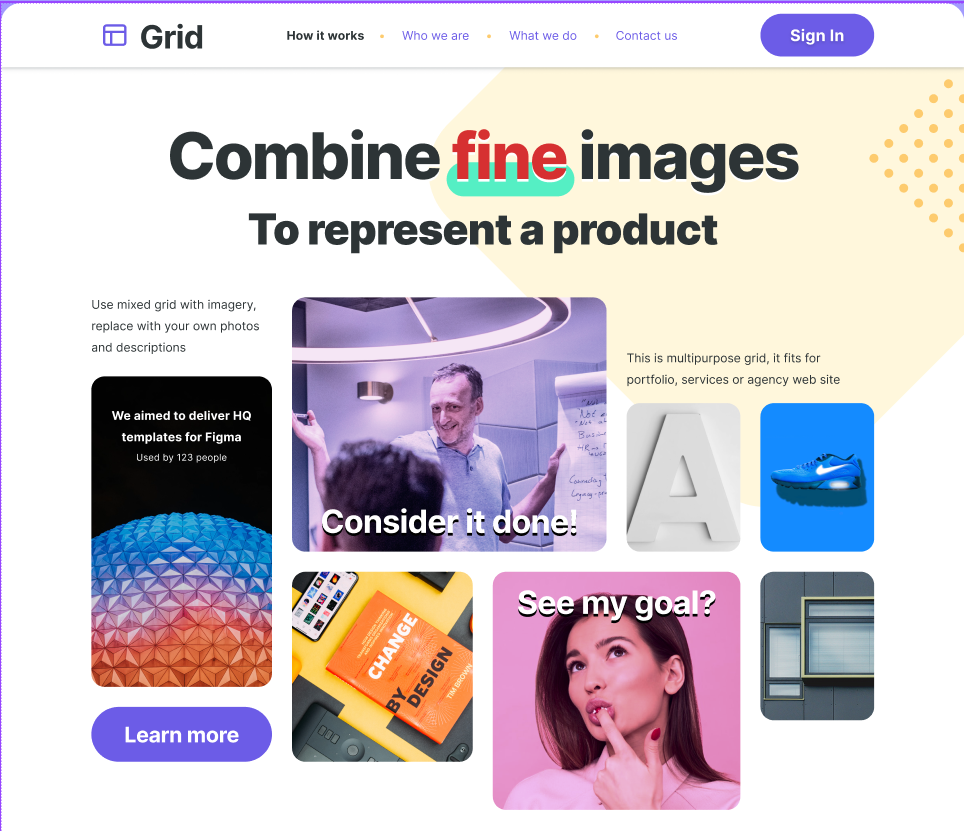 Grid
How it works
Who we are
What we do
Contact us
Sign In
Combine fine images
To represent a product
Use mixed grid with imagery,
replace with your own photos
and descriptions
We aimed to deliver HQ
templates for Figma
Used by 123 people
Learn more
Consider it done!
This is multipurpose grid, it fits for
portfolio, services or agency web site
A
CHANGE
BY
DESIGN
TIM BROWN
See my goal?